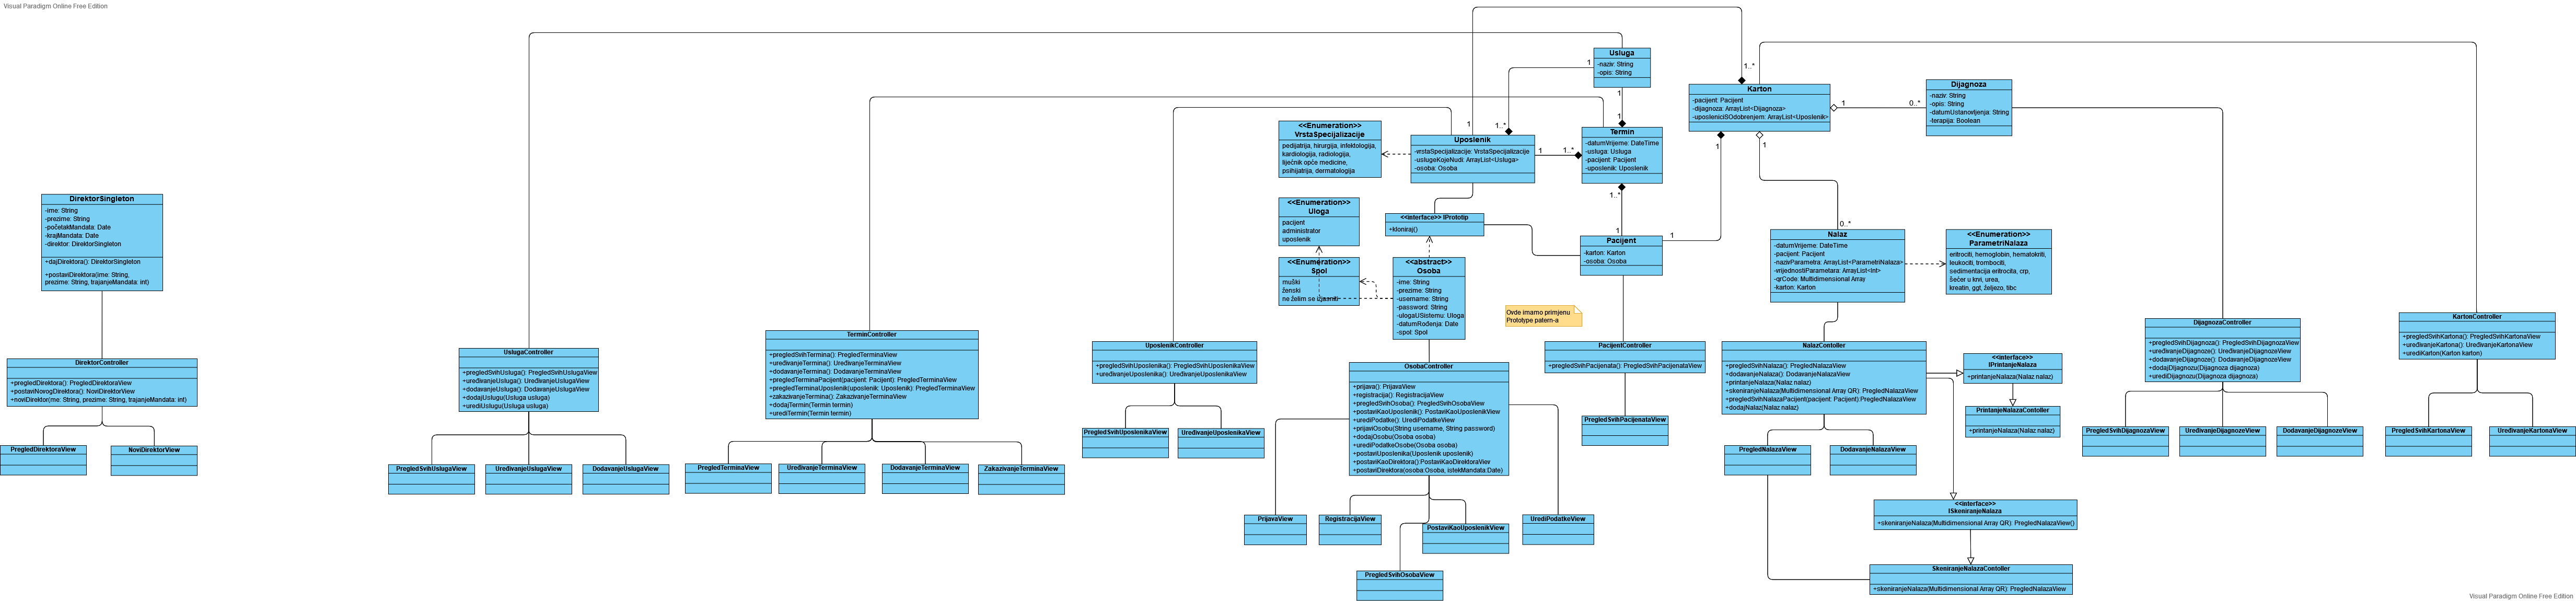 Visual Paradigm Online Free Edition
Usluga
-naziv: String
-opis: String
1
1
1..*
1
1
1..*
1
1..*
1..*
1
Karton
-pacijent: Pacijent
-dijagnoza: ArrayList<Dijagnoza>
-uposleniciSOdobrenjem: ArrayList<Uposlenik>
1
0..*
1
1
1
0..*
Dijagnoza
-naziv: String
-opis: String
-datumUstanovljenja: String
-terapija: Boolean
<<Enumeration>>
VrstaSpecijalizacije
pedijatrija, hirurgija, infektologija,
kardiologija, radiologija,
liječnik opće medicine,
psihijatrija, dermatologija
Uposlenik
-vrstaSpecijalizacije: VrstaSpecijalizacije
-uslugeKojeNudi: ArrayList<Usluga>
-osoba: Osoba
Termin
-datumVrijeme: DateTime
-usluga: Usluga
-pacijent: Pacijent
-uposlenik: Uposlenik
DirektorSingleton
-ime: String
-prezime: String
-početakMandata: Date
-krajMandata: Date
-direktor: DirektorSingleton
+dajDirektora(): DirektorSingleton
+postaviDirektora(ime: String,
prezime: String, trajanjeMandata: int)
<<Enumeration>>
Uloga
pacijent
administrator
uposlenik
<<interface>> IPrototip
+kloniraj()
Pacijent
-karton: Karton
-osoba: Osoba
Nalaz
-datumVrijeme: DateTime
-pacijent: Pacijent
-nazivParametra: ArrayList<ParametriNalaza>
-vrijednostiParametara: ArrayList<Int>
-qrCode: Multidimensional Array
-karton: Karton
<<Enumeration>>
ParametriNalaza
eritrociti, hemoglobin, hematokriti,
leukociti, trombociti,
sedimentacija eritrocita, crp,
šećer u krvi, urea,
kreatin, ggt, željezo, tibc
<<Enumeration>>
Spol
muški
ženski
ne želim se izjasniti
<<abstract>>
Osoba
-ime: String
-prezime: String
-username: String
-password: String
-ulogaUSistemu: Uloga
-datumRođenja: Date
-spol: Spol
Ovde imamo primjenu
Prototype patern-a
DirektorController
+pregledDirektora(): PregledDirektoraView
+postaviNovogDirektora(): NoviDirektorView
+noviDirektor(me: String, prezime: String, trajanjeMandata: int)
PregledDirektoraView
NoviDirektorView
UslugaController
+pregledSvihUsluga(): PregledSvihUslugaView
+uređivanjeUsluga(): UređivanjeUslugaView
+dodavanjeUsluga(): DodavanjeUslugaView
+dodajUslugu(Usluga usluga)
+urediUslugu(Usluga usluga)
PregledSvihUslugaView
UređivanjeUslugaView
DodavanjeUslugaView
TerminController
+pregledSvihTermina(): PregledTerminaView
+uređivanjeTermina(): UređivanjeTerminaView
+dodavanjeTermina(): DodavanjeTerminaView
+pregledTerminaPacijent(pacijent: Pacijent): PregledTerminaView
+pregledTerminaUposlenik(uposlenik: Uposlenik): PregledTerminaView
+zakazivanjeTermina(): ZakazivanjeTerminaView
+dodajTermin(Termin termin)
+urediTermin(Termin termin)
PregledTerminaView
UređivanjeTerminaView
DodavanjeTerminaView
ZakazivanjeTerminaView
UposlenikController
+pregledSvihUposlenika(): PregledSvihUposlenikaView
+uređivanjeUposlenika(): UređivanjeUposlenikaView
PregledSvihUposlenikaView
UređivanjeUposlenikaView
OsobaController
+prijava(): PrijavaView
+registracija(): RegistracijaView
+pregledSvihOsoba(): PregledSvihOsobaView
+postaviKaoUposlenik(): PostaviKaoUposlenikView
+urediPodatke(): UrediPodatkeView
+prijaviOsobu(String username, String password)
+dodajOsobu(Osoba osoba)
+urediPodatkeOsobe(Osoba osoba)
+postaviUposlenika(Uposlenik uposlenik)
+postaviKaoDirektora():PostaviKaoDirektoraView
+postaviDirektora(osoba:Osoba, istekMandata:Date)
PrijavaView
RegistracijaView
PostaviKaoUposlenikView
UrediPodatkeView
PregledSvihOsobaView
PacijentController
+pregledSvihPacijenata(): PregledSvihPacijenataView
PregledSvihPacijenataView
NalazContoller
+pregledSvihNalaza(): PregledNalazaView
+dodavanjeNalaza(): DodavanjeNalazaView
+printanjeNalaza(Nalaz nalaz)
+skeniranjeNalaza(Multidimensional Array QR): PregledNalazaView
+pregledSvihNalazaPacijent(pacijent: Pacijent):PregledNalazaView
+dodajNalaz(Nalaz nalaz)
PregledNalazaView
DodavanjeNalazaView
<<interface>>
IPrintanjeNalaza
+printanjeNalaza(Nalaz nalaz)
PrintanjeNalazaContoller
+printanjeNalaza(Nalaz nalaz)
<<interface>>
ISkeniranjeNalaza
+skeniranjeNalaza(Multidimensional Array QR): PregledNalazaView()
SkeniranjeNalazaContoller
+skeniranjeNalaza(Multidimensional Array QR): PregledNalazaView
DijagnozaController
+pregledSvihDijagnoza(): PregledSvihDijagnozaView
+uređivanjeDijagnoze(): UređivanjeDijagnozeView
+dodavanjeDijagnoze(): DodavanjeDijagnozeView
+dodajDijagnozu(Dijagnoza dijagnoza)
+urediDijagnozu(Dijagnoza dijagnoza)
PregledSvihDijagnozaView
UređivanjeDijagnozeView
DodavanjeDijagnozeView
KartonController
+pregledSvihKartona(): PregledSvihKartonaView
+uređivanjeKartona(): UređivanjeKartonaView
+urediKarton(Karton karton)
PregledSvihKartonaView
UređivanjeKartonaView
Visual Paradigm Online Free Edition